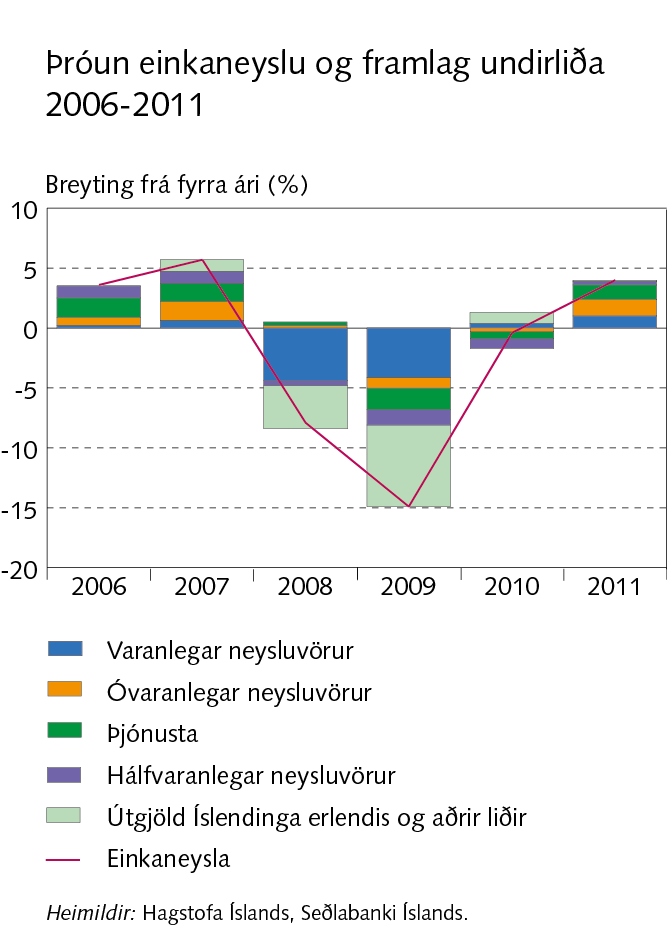 Þróun einkaneyslu og framlag undirliða
2006-2011
Breyting frá fyrra ári (%)
10
5
0
-5
-10
-15
-20
2006 2007 2008 2009 2010 2011
Varanlegar neysluvörur
Óvaranlegar neysluvörur
Þjónusta
Hálfvaranlegar neysluvörur
Útgjöld Íslendinga erlendis og aðrir liðir
Einkaneysla
Heimildir: Hagstofa Íslands, Seðlabanki Íslands.